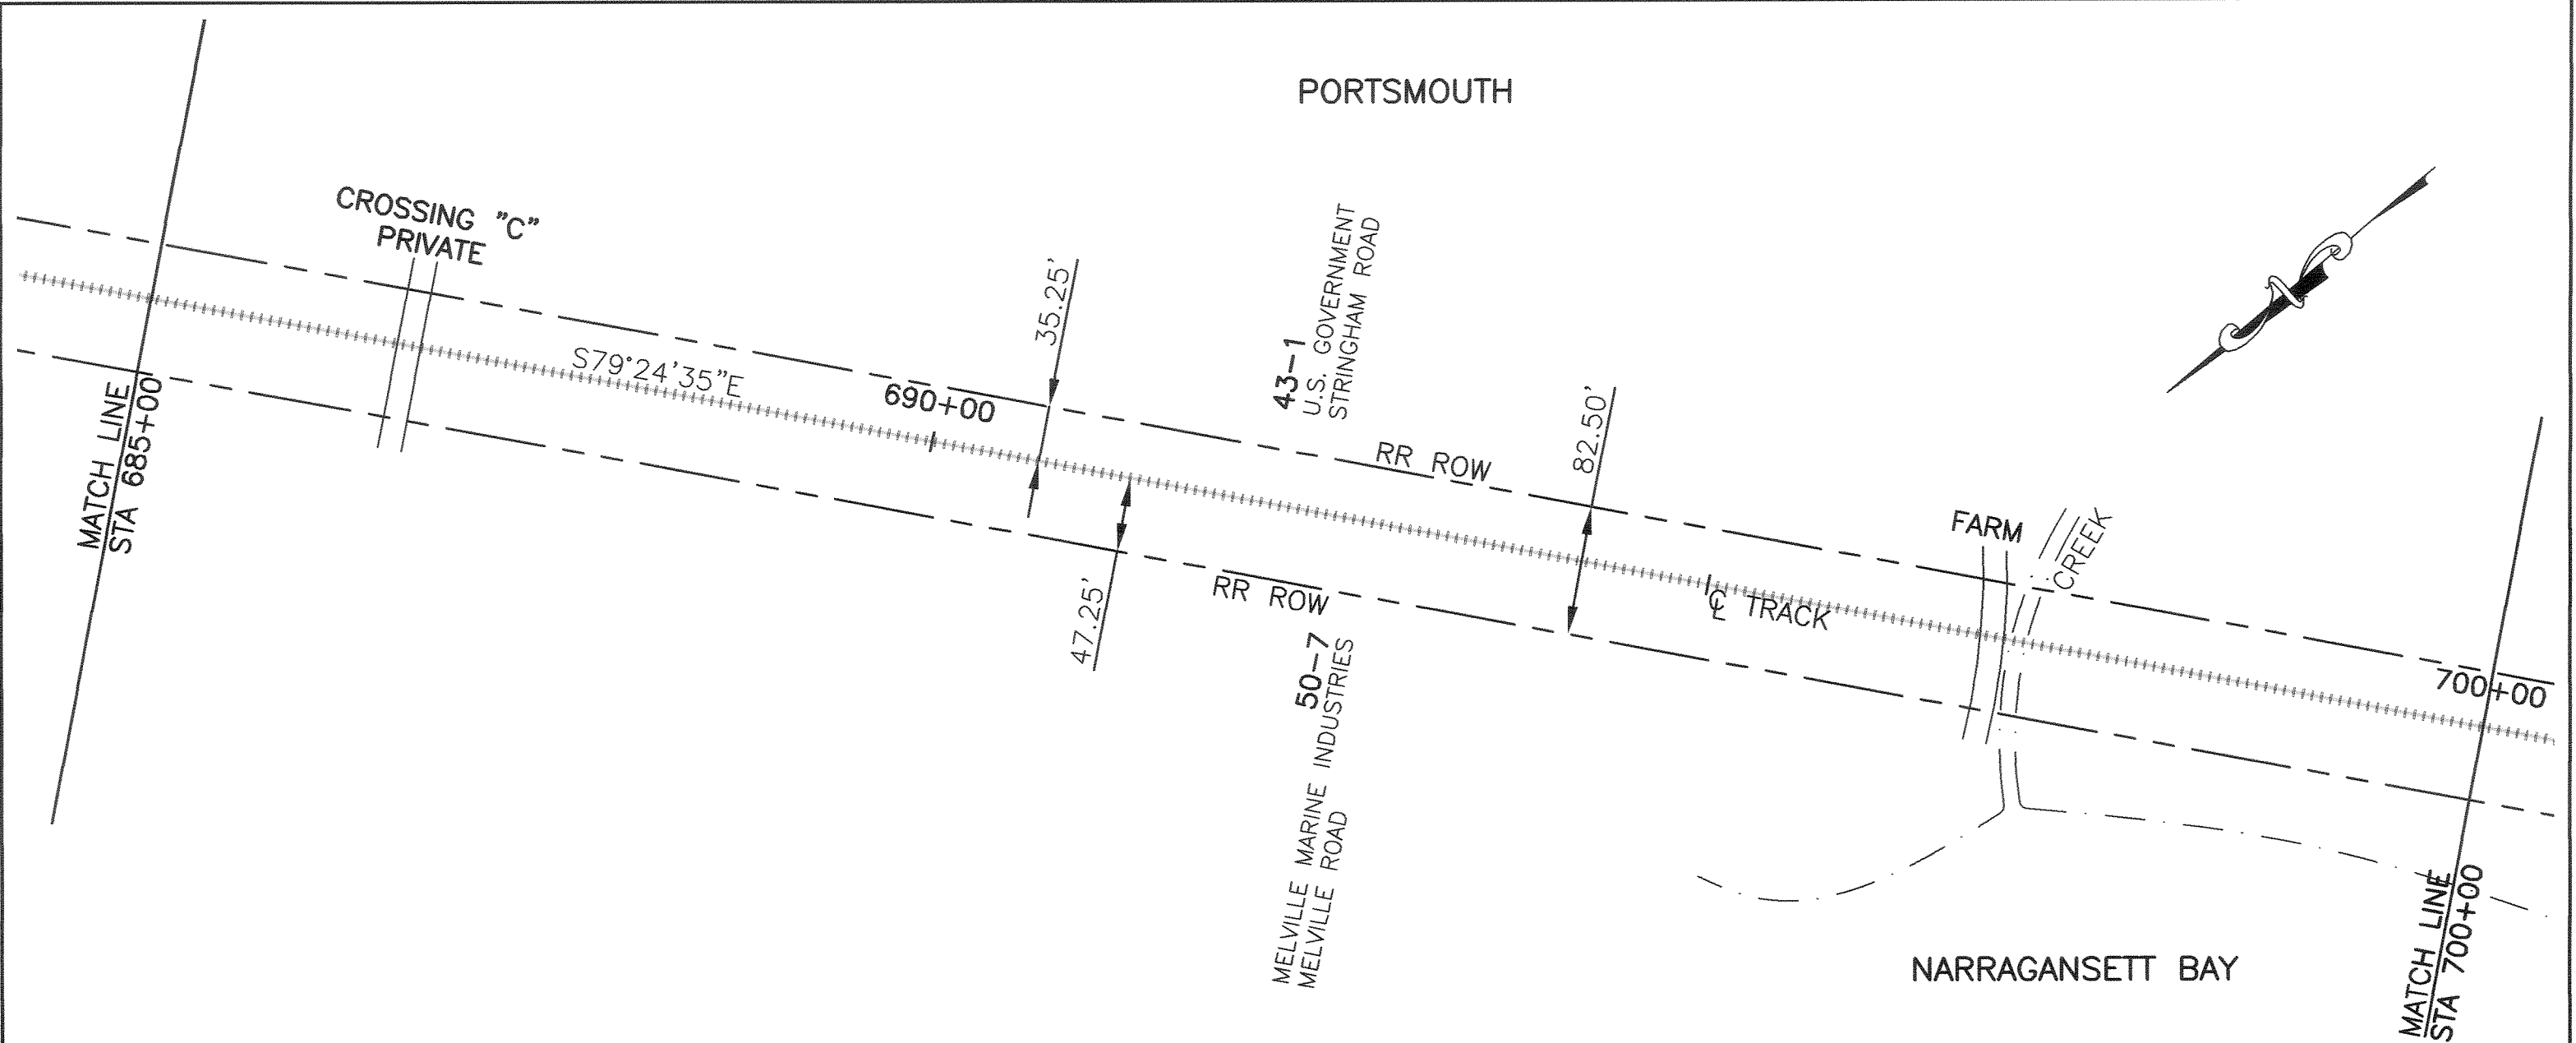 PORTSMOUTH
CROSSING "C"
PRIVATE
S79°24'35"E
690+00
35.25'
43-1
U.S. GOVERNMENT
STRINGHAM ROAD
RR ROW
82.50'
N
FARM
CREEK
MATCH LINE
STA 685+00
47.25'
RR ROW
50-7
MELVILLE MARINE INDUSTRIES
MELVILLE ROAD
℄ TRACK
700+00
NARRAGANSETT BAY
MATCH LINE
STA 700+00